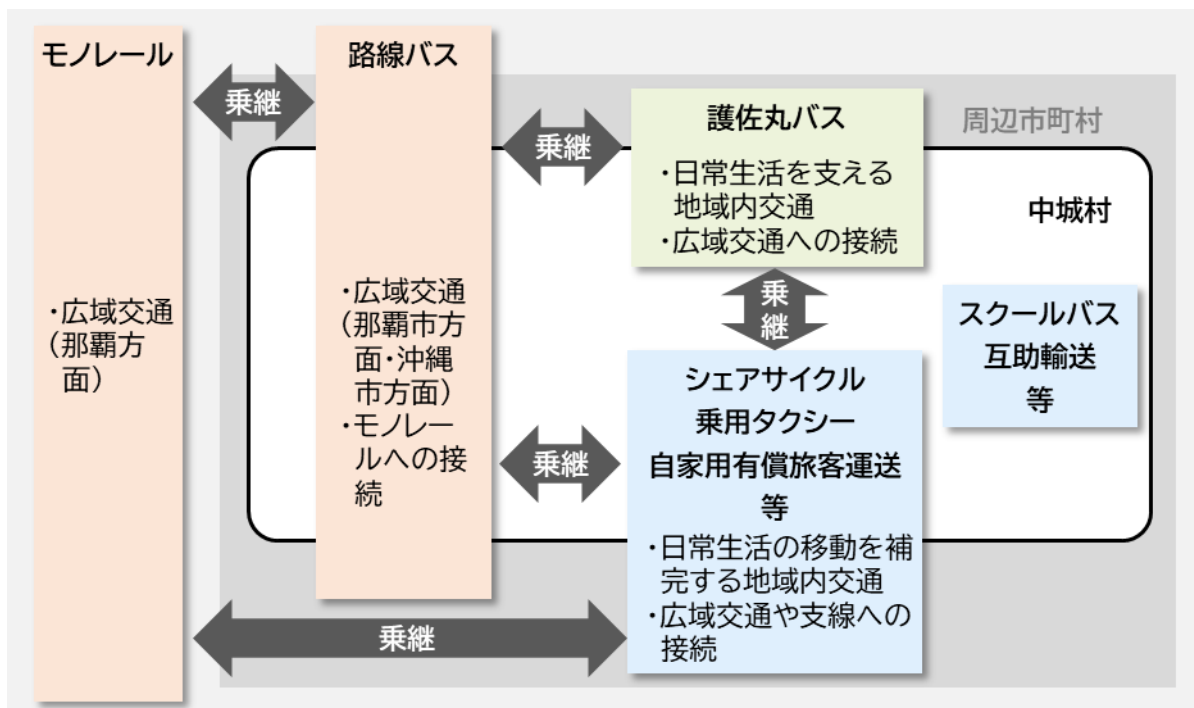 モノレール
・広域交通
(那覇方
面)
乗継
路線バス
・広域交通
(那覇市方
面・沖縄
市方面)
・モノレー
ルへの接
続
乗継
護佐丸バス
・日常生活を支える
地域内交通
・広域交通への接続
周辺市町村
中城村
乗
継
スクールバス
互助輸送
等
乗継
シェアサイクル
乗用タクシー
自家用有償旅客運送
等
・日常生活の移動を補
完する地域内交通
・広域交通や支線への
接続
乗継